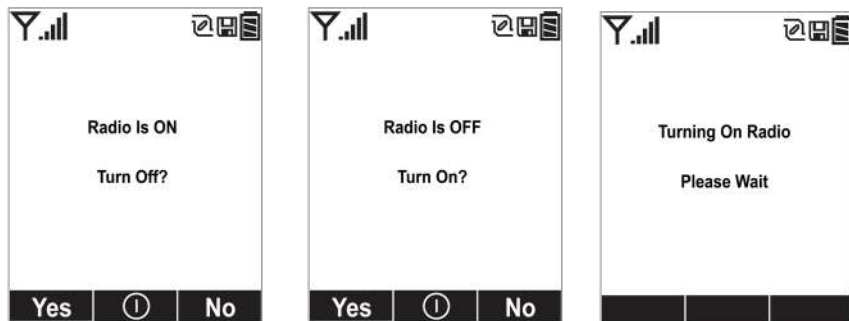 Radio Is ON
Turn Off?
Yes
No
Radio Is OFF
Turn On?
Yes
No
Turning On Radio
Please Wait